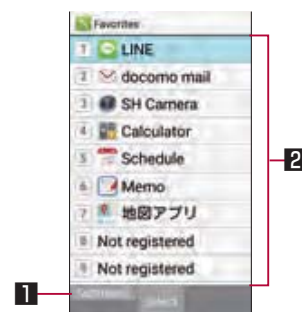 Favorites
1 LINE
2 docomo mail
3 SH Camera
4 Calculator
5 Schedule
6 Memo
7 地図アプリ
8 Not registered
9 Not registered
2
1